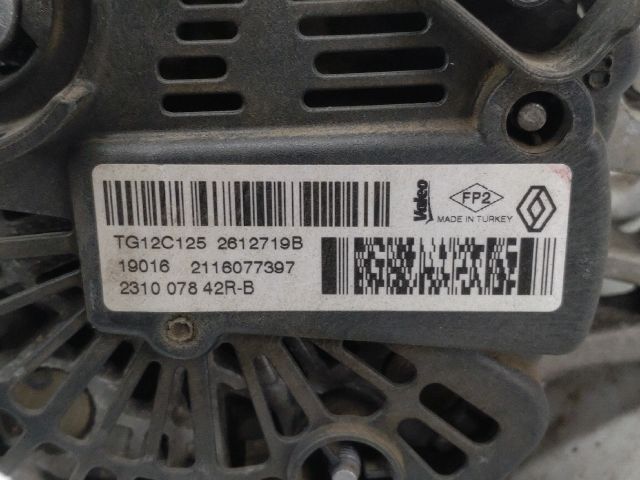 Valeo
FP2
MADE IN TURKEY
TG12C125 2612719B
19016 2116077397
2310 078 42R-B